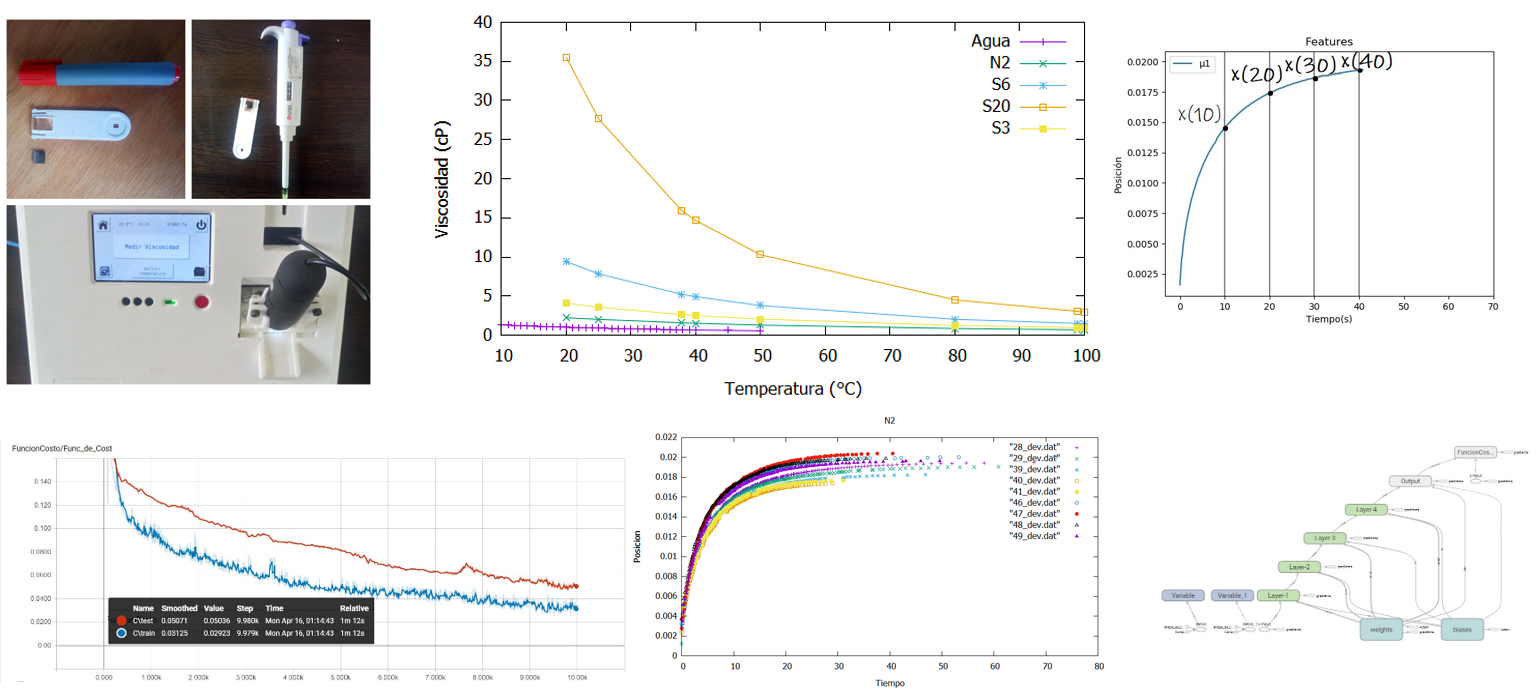 Medir Viscosidad
Definir
temperatura
Viscosidad (cP)
40
35
30
25
20
15
10
5
0
Agua
N2
S6
S20
S3
10 20 30 40 50 60 70 80 90 100
Temperatura (°C)
Features
μ1
x(10)
x(20) x(30) x(40)
Posición
0.0200
0.0175
0.0150
0.0125
0.0100
0.0075
0.0050
0.0025
0 10 20 30 40 50 60 70
Tiempo(s)
FuncionCosto/Func_de_Cost
0.140
0.120
0.100
0.0800
0.0600
0.0400
0.0200
0.00
Name Smoothed Value Step Time Relative
C\test 0.05071 0.05036 9.980k Mon Apr 16, 01:14:43 1m 12s
C\train 0.03125 0.02923 9.979k Mon Apr 16, 01:14:43 1m 12s
0.000 1.000k 2.000k 3.000k 4.000k 5.000k 6.000k 7.000k 8.000k 9.000k 10.00k
N2
Posicion
0.022
0.02
0.018
0.016
0.014
0.012
0.01
0.008
0.006
0.004
0.002
0
"28_dev.dat"
"29_dev.dat"
"39_dev.dat"
"40_dev.dat"
"41_dev.dat"
"46_dev.dat"
"47_dev.dat"
"48_dev.dat"
"49_dev.dat"
0 10 20 30 40 50 60 70 80
Tiempo
FuncionCos...
gradients
Output
Layer 4
Layer 3
Layer-2
Variable
Variable_1
Layer-1
weights
biases